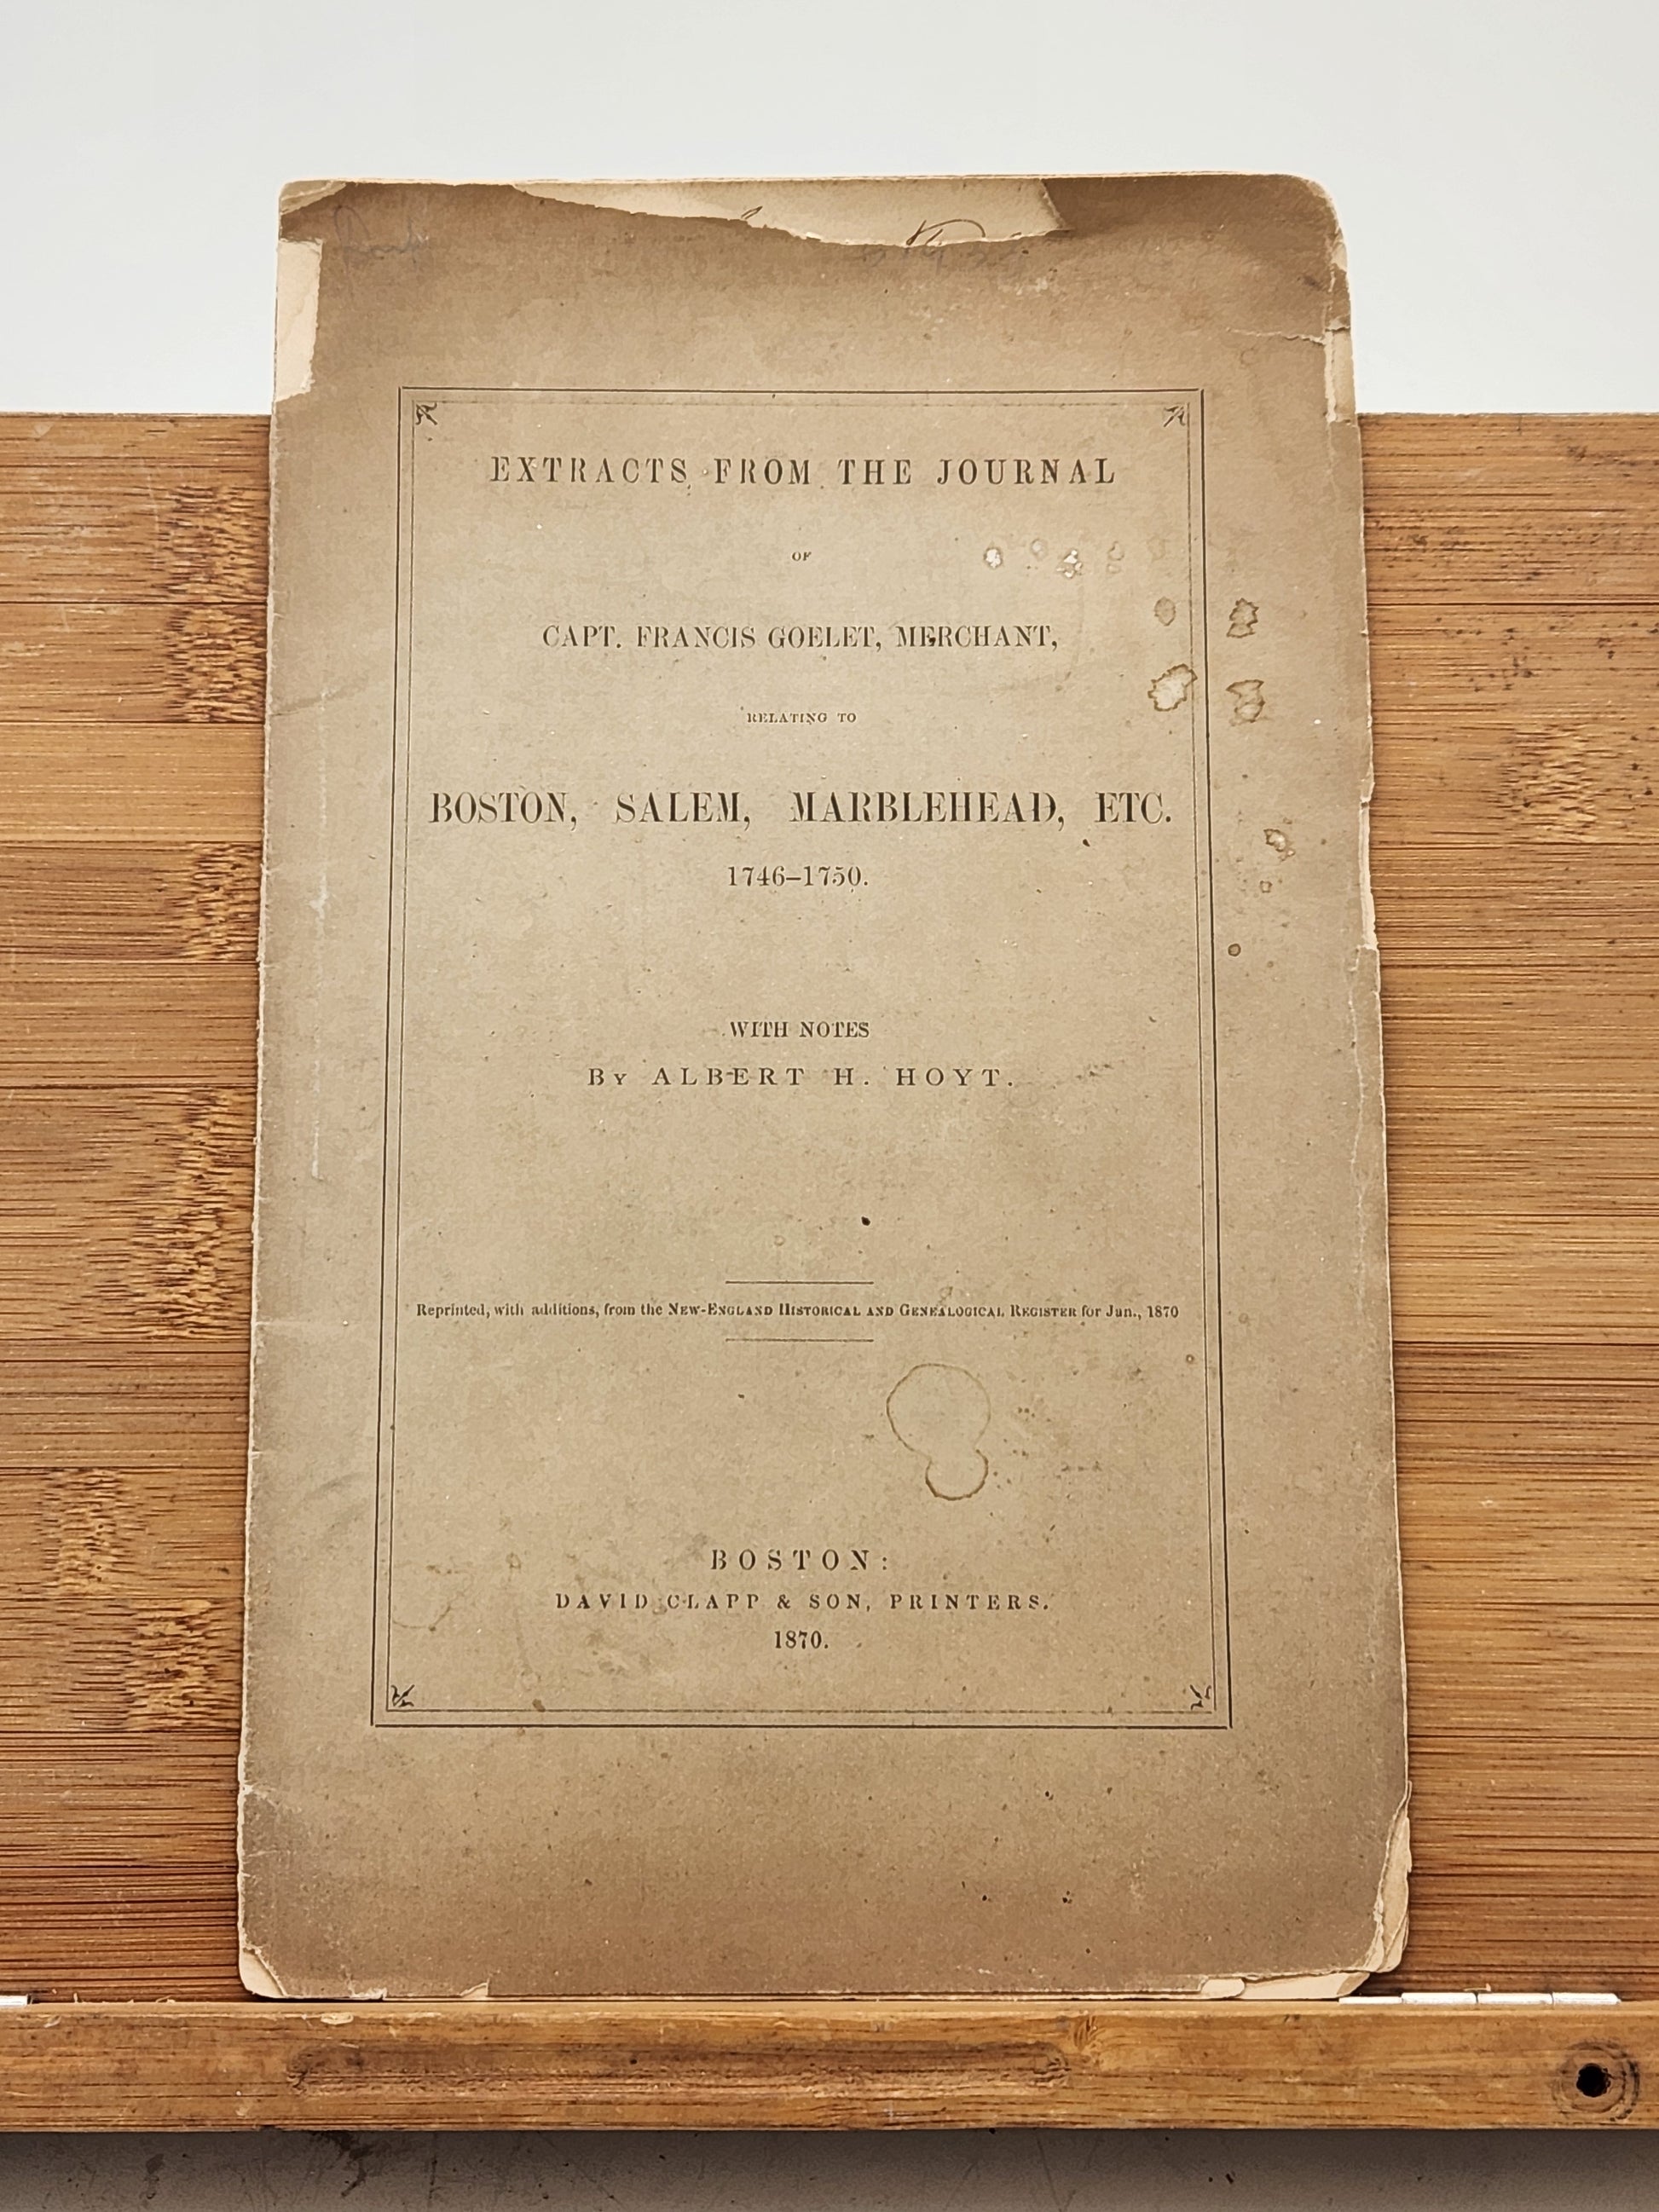 EXTRACTS FROM THE JOURNAL
OF
CAPT. FRANCIS GOELET, MERCHANT,
RELATING TO
BOSTON, SALEM, MARBLEHEAD, ETC.
1746–1750.
WITH NOTES
BY ALBERT H. HOYT.
Reprinted, with additions, from the NEW-ENGLAND HISTORICAL AND GENEALOGICAL REGISTER for Jan., 1870
BOSTON:
DAVID CLAPP & SON, PRINTERS.
1870.